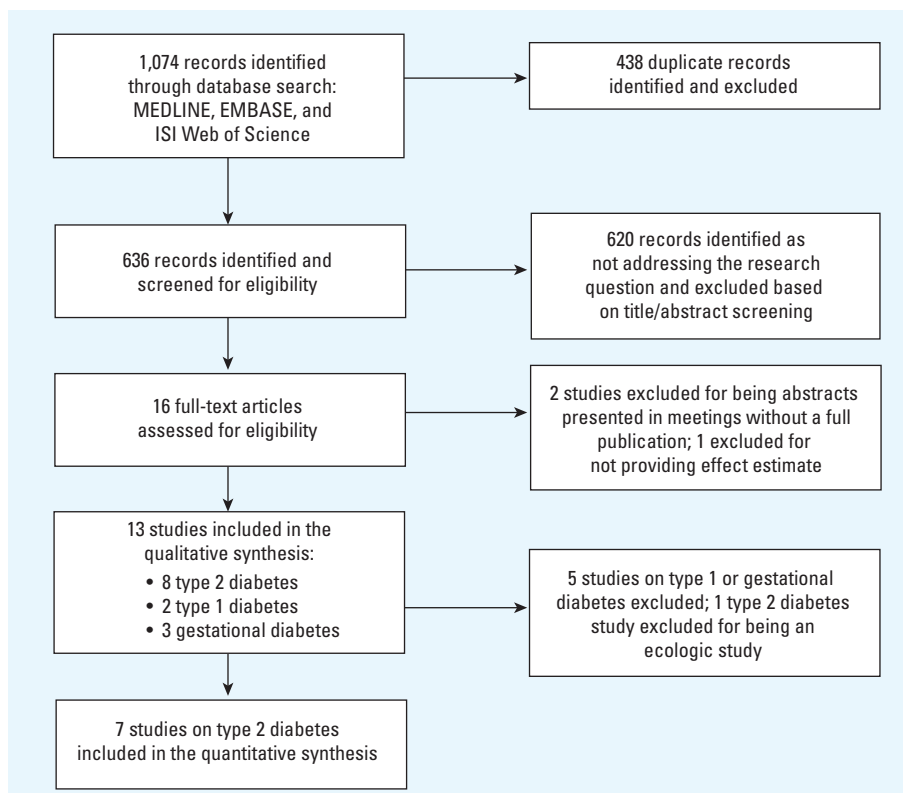 1,074 records identified
through database search:
MEDLINE, EMBASE, and
ISI Web of Science
438 duplicate records
identified and excluded
636 records identified and
screened for eligibility
620 records identified as
not addressing the research
question and excluded based
on title/abstract screening
16 full-text articles
assessed for eligibility
2 studies excluded for being abstracts
presented in meetings without a full
publication; 1 excluded for
not providing effect estimate
13 studies included in the
qualitative synthesis:
• 8 type 2 diabetes
• 2 type 1 diabetes
• 3 gestational diabetes
5 studies on type 1 or gestational
diabetes excluded; 1 type 2 diabetes
study excluded for being an
ecologic study
7 studies on type 2 diabetes
included in the quantitative synthesis